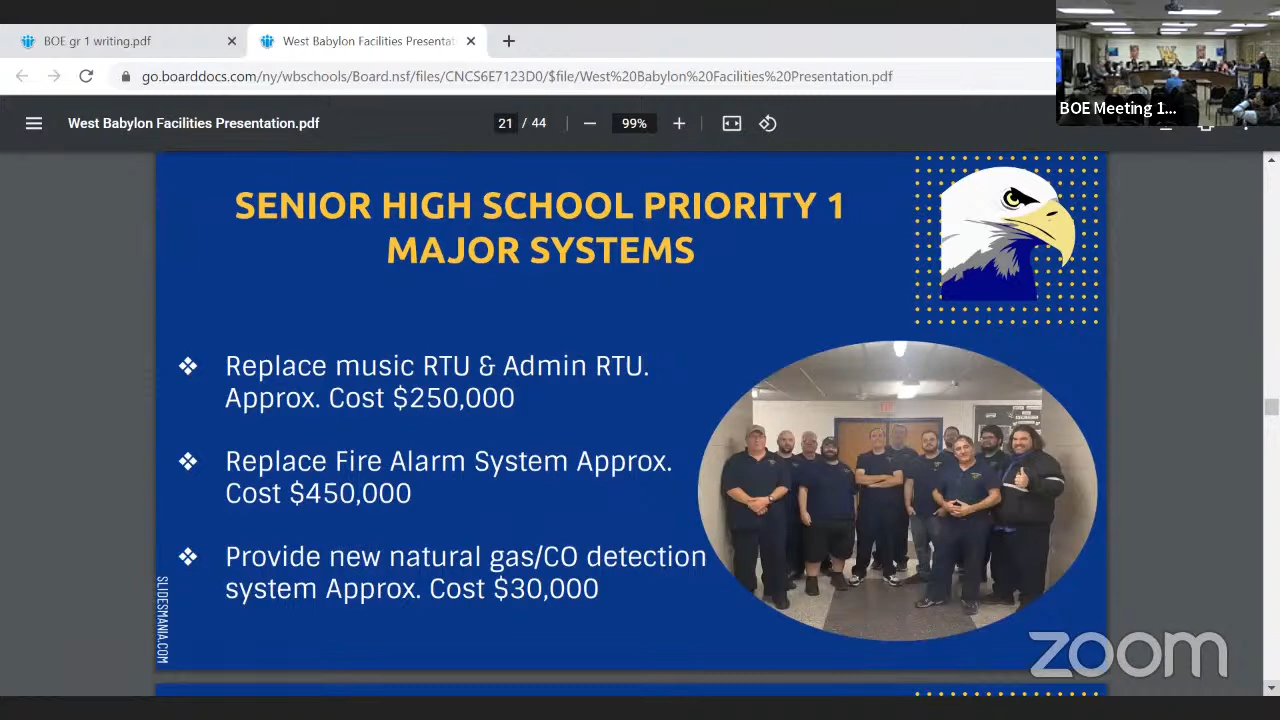 BOE gr 1 writing.pdf
West Babylon Facilities Presentat
go.boarddocs.com/ny/wbschools/board.nsf/files/CNCS6E7123D0/$file/West%20Babylon%20Facilities%20Presentation.pdf
BOE Meeting 1...
West Babylon Facilities Presentation.pdf
21 / 44
99%
SENIOR HIGH SCHOOL PRIORITY 1
MAJOR SYSTEMS
❖ Replace music RTU & Admin RTU.
Approx. Cost $250,000
❖ Replace Fire Alarm System Approx.
Cost $450,000
❖ Provide new natural gas/CO detection
system Approx. Cost $30,000
SLIDESMANIA.COM
zoom